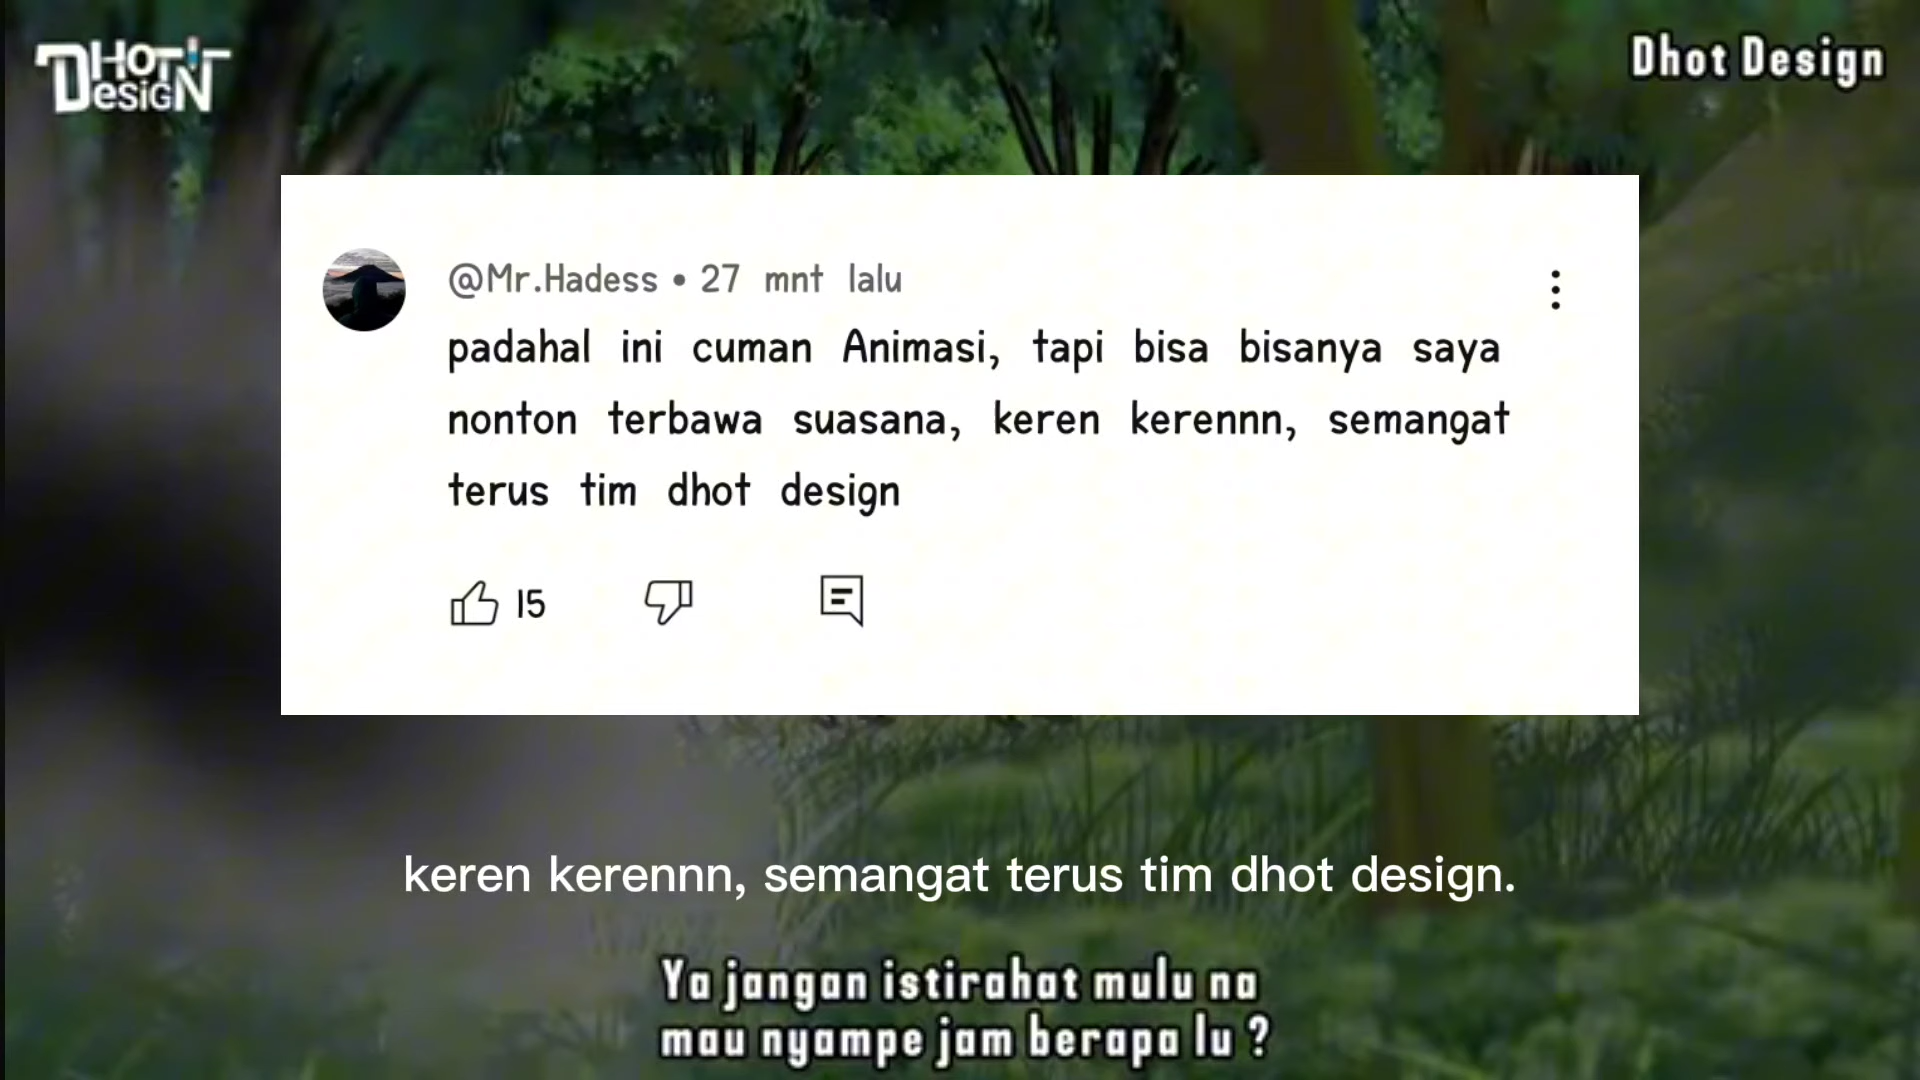 DHOT DESIGN
Dhot Design
@Mr.Hadess • 27 mnt lalu
padahal ini cuman Animasi, tapi bisa bisanya saya
nonton terbawa suasana, keren kerennn, semangat
terus tim dhot design
15
keren kerennn, semangat terus tim dhot design.
Ya jangan istirahat mulu na
mau nyampe jam berapa lu ?